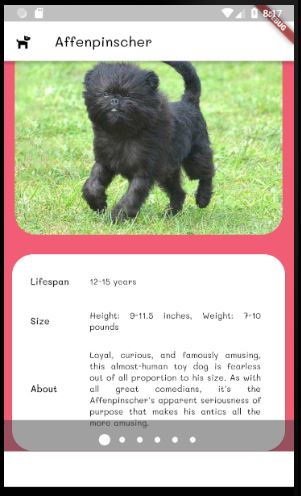 8:17
DEBUG
Affenpinscher
Lifespan 12-15 years
Size Height: 9-11.5 inches, Weight: 7-10
pounds
Loyal, curious, and famously amusing,
this almost-human toy dog is fearless
out of all proportion to his size. As with
all great comedians, it's the
About Affenpinscher's apparent seriousness of
purpose that makes his antics all the
more amusing.